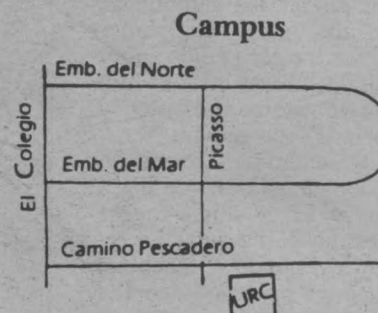 Campus
Emb. del Norte
El Colegio
Picasso
Emb. del Mar
Camino Pescadero
URC